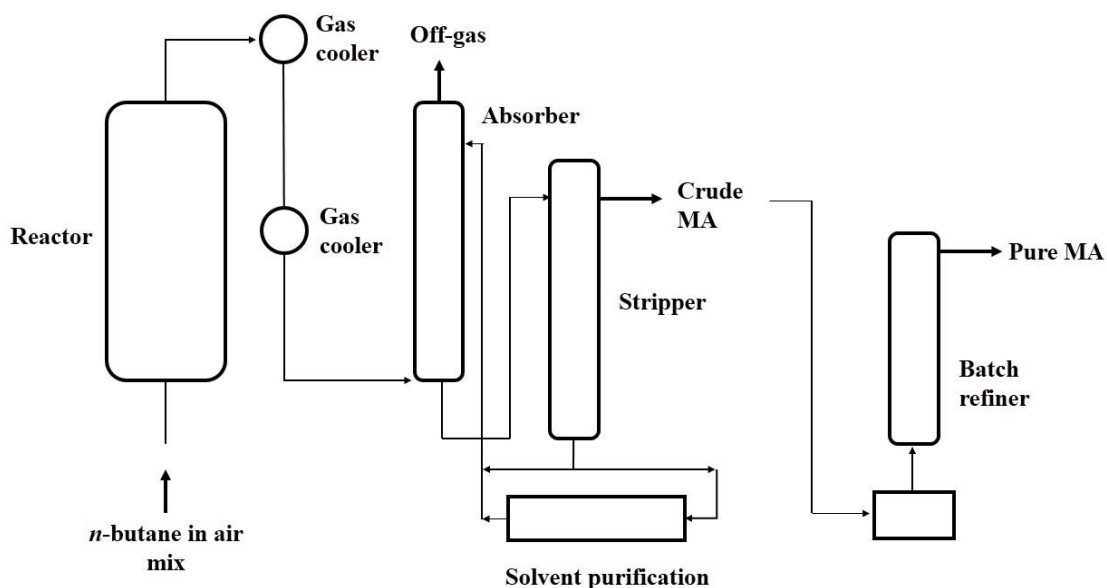 Gas
cooler
Off-gas
Absorber
Crude
MA
Gas
cooler
Reactor
Pure MA
Stripper
Batch
refiner
n-butane in air
mix
Solvent purification